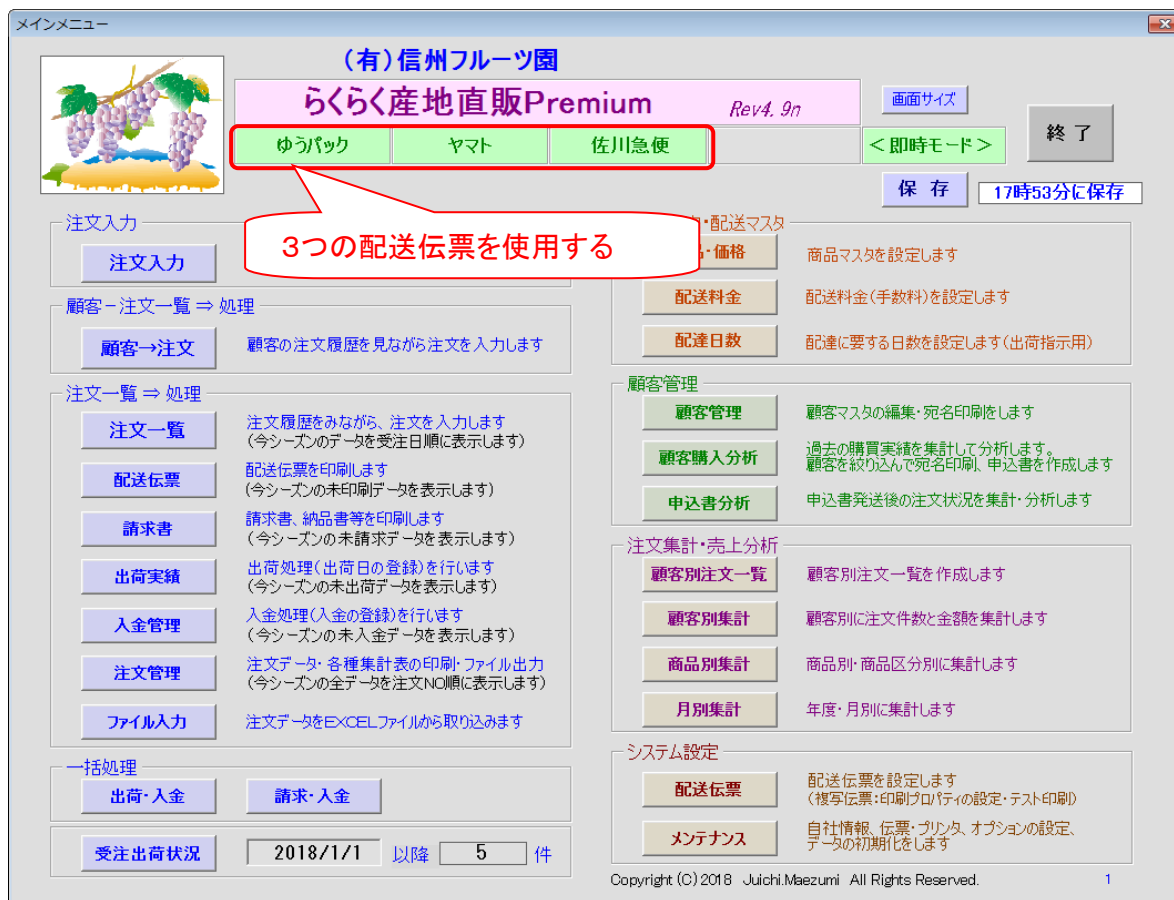 メインメニュー
(有)信州フルーツ園
らくらく産地直販Premium Rev4.9n
画面サイズ
終了
ゆうパック ヤマト 佐川急便
<即時モード>
保 存 17時53分に保存
3つの配送伝票を使用する
注文入力
注文入力
顧客-注文一覧 ⇒ 処理
顧客→注文 顧客の注文履歴を見ながら注文を入力します
注文一覧 ⇒ 処理
注文一覧 注文履歴をみながら、注文を入力します
(今シーズンのデータを受注日順に表示します)
配送伝票 配送伝票を印刷します
(今シーズンの未印刷データを表示します)
請求書 請求書、納品書等を印刷します
(今シーズンの未請求データを表示します)
出荷実績 出荷処理(出荷日の登録)を行います
(今シーズンの未出荷データを表示します)
入金管理 入金処理(入金の登録)を行います
(今シーズンの未入金データを表示します)
注文管理 注文データ・各種集計表の印刷・ファイル出力
(今シーズンの全データを注文NO順に表示します)
ファイル入力 注文データをEXCELファイルから取り込みます
一括処理
出荷・入金 請求・入金
受注出荷状況 2018/1/1 以降 5 件
・配送マスタ
・価格 商品マスタを設定します
配送料金 配送料金(手数料)を設定します
配達日数 配達に要する日数を設定します(出荷指示用)
顧客管理
顧客管理 顧客マスタの編集・宛名印刷をします
顧客購入分析 過去の購買実績を集計して分析します。
顧客を絞り込んで宛名印刷、申込書を作成します
申込書分析 申込書発送後の注文状況を集計・分析します
注文集計・売上分析
顧客別注文一覧 顧客別注文一覧を作成します
顧客別集計 顧客別に注文件数と金額を集計します
商品別集計 商品別・商品区分別に集計します
月別集計 年度・月別に集計します
システム設定
配送伝票 配送伝票を設定します
(複写伝票:印刷プロパティの設定・テスト印刷)
メンテナンス 自社情報、伝票・プリンタ、オプションの設定、
データの初期化をします
Copyright (C) 2018 Juichi.Maezumi All Rights Reserved. 1